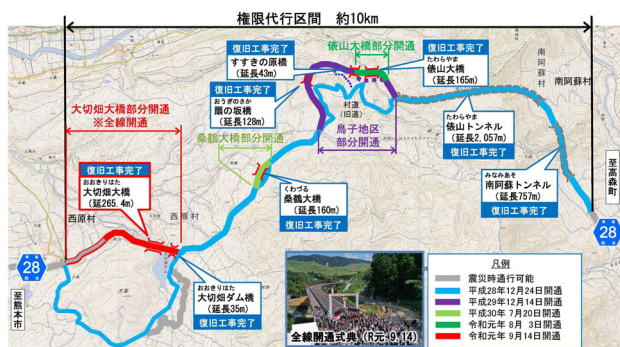 権限代行区間　約10km
復旧工事完了
すすきの原橋
(延長43m)
俵山大橋部分開通
復旧工事完了
たわらやま
俵山大橋
(延長165m)
南阿蘇村
南阿蘇村
復旧工事完了
おうぎのさか
扇の坂橋
(延長128m)
大切畑大橋部分開通
※全線開通
村道
(旧道)
たわらやま
俵山トンネル
(延長2,057m)
復旧工事完了
桑鶴大橋部分開通
鳥子地区
部分開通
復旧工事完了
おおきりはた
大切畑大橋
(延265.4m)
西原村
西原村
くわづる
桑鶴大橋
(延長160m)
復旧工事完了
みなみあそ
南阿蘇トンネル
(延長757m)
復旧工事完了
至高森町
28
28
至熊本市
おおきりはた
大切畑ダム橋
(延長35m)
復旧工事完了
全線開通式典（R元.9.14）
凡例
震災時通行可能
平成28年12月24日開通
平成29年12月14日開通
平成30年 7月20日開通
令和元年 8月 3日開通
令和元年 9月14日開通